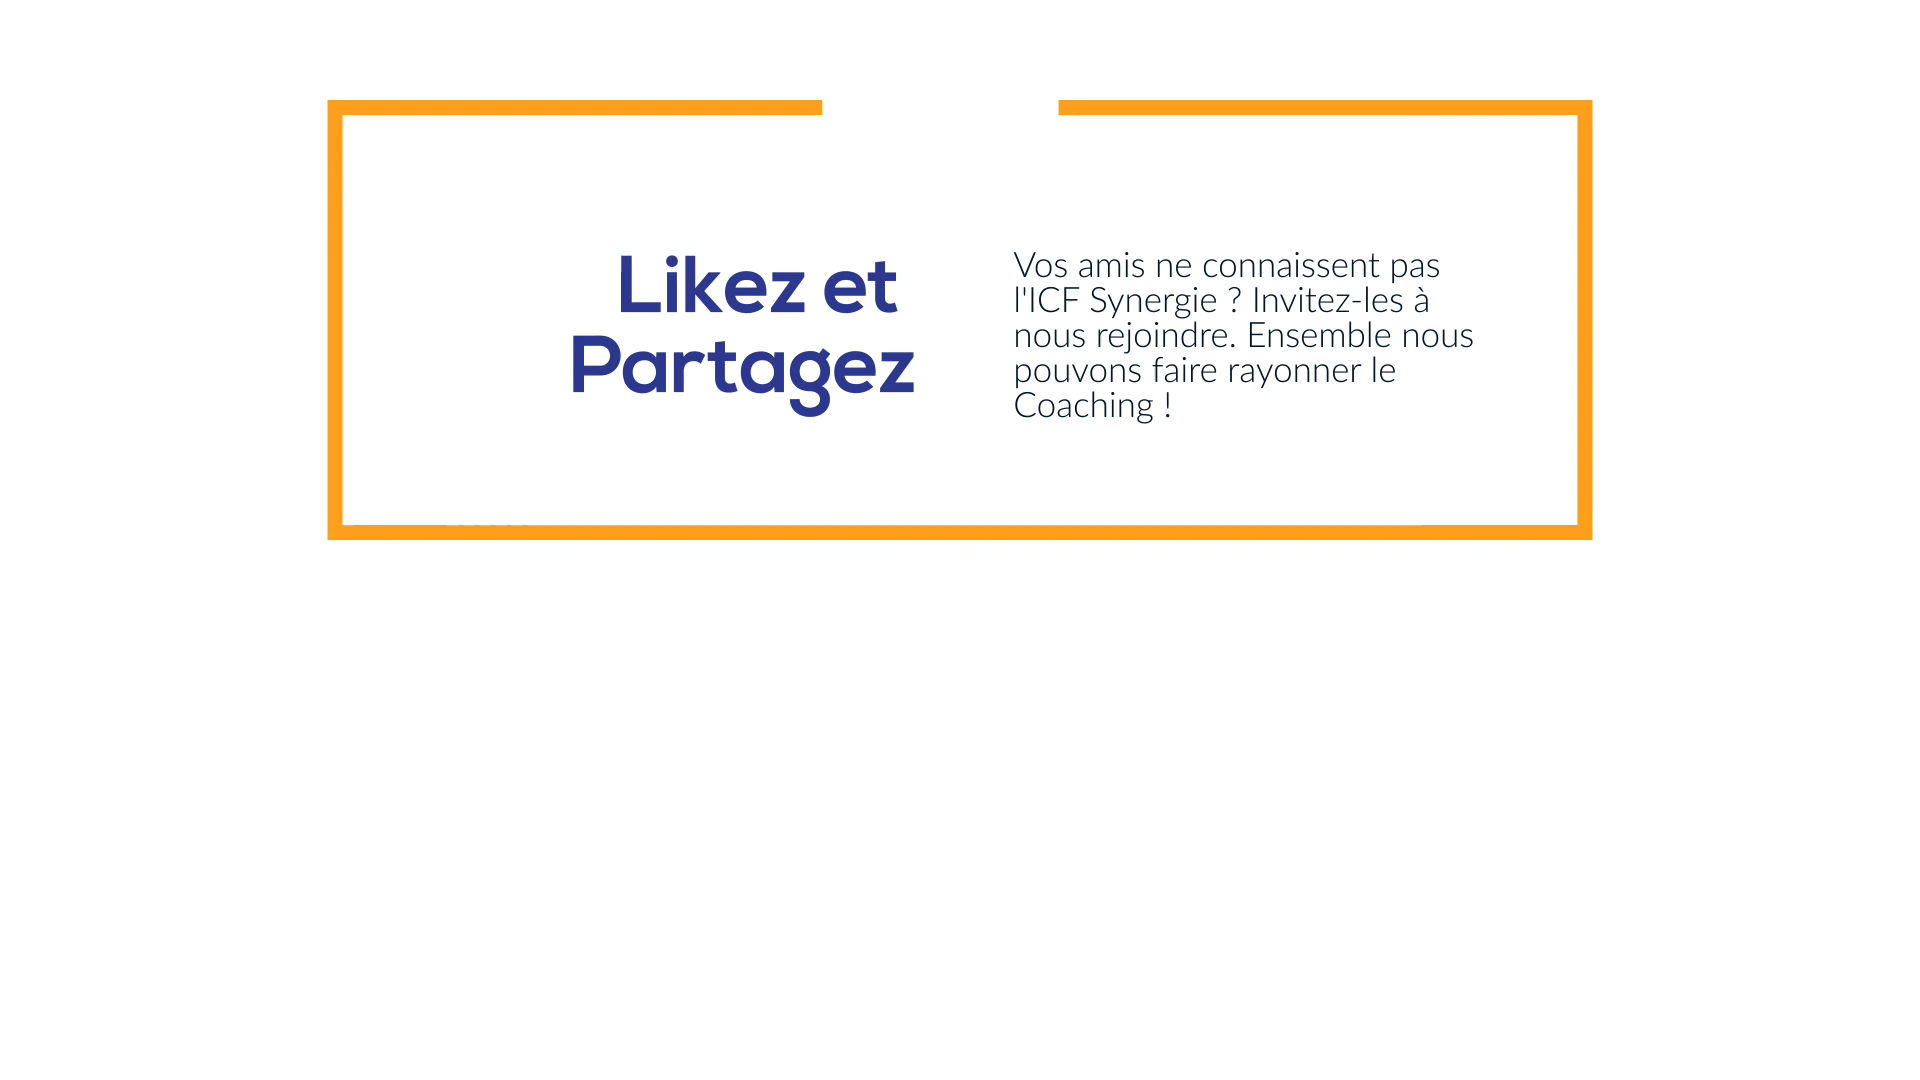 Likez et
Partagez
Vos amis ne connaissent pas
l'ICF Synergie ? Invitez-les à
nous rejoindre. Ensemble nous
pouvons faire rayonner le
Coaching !